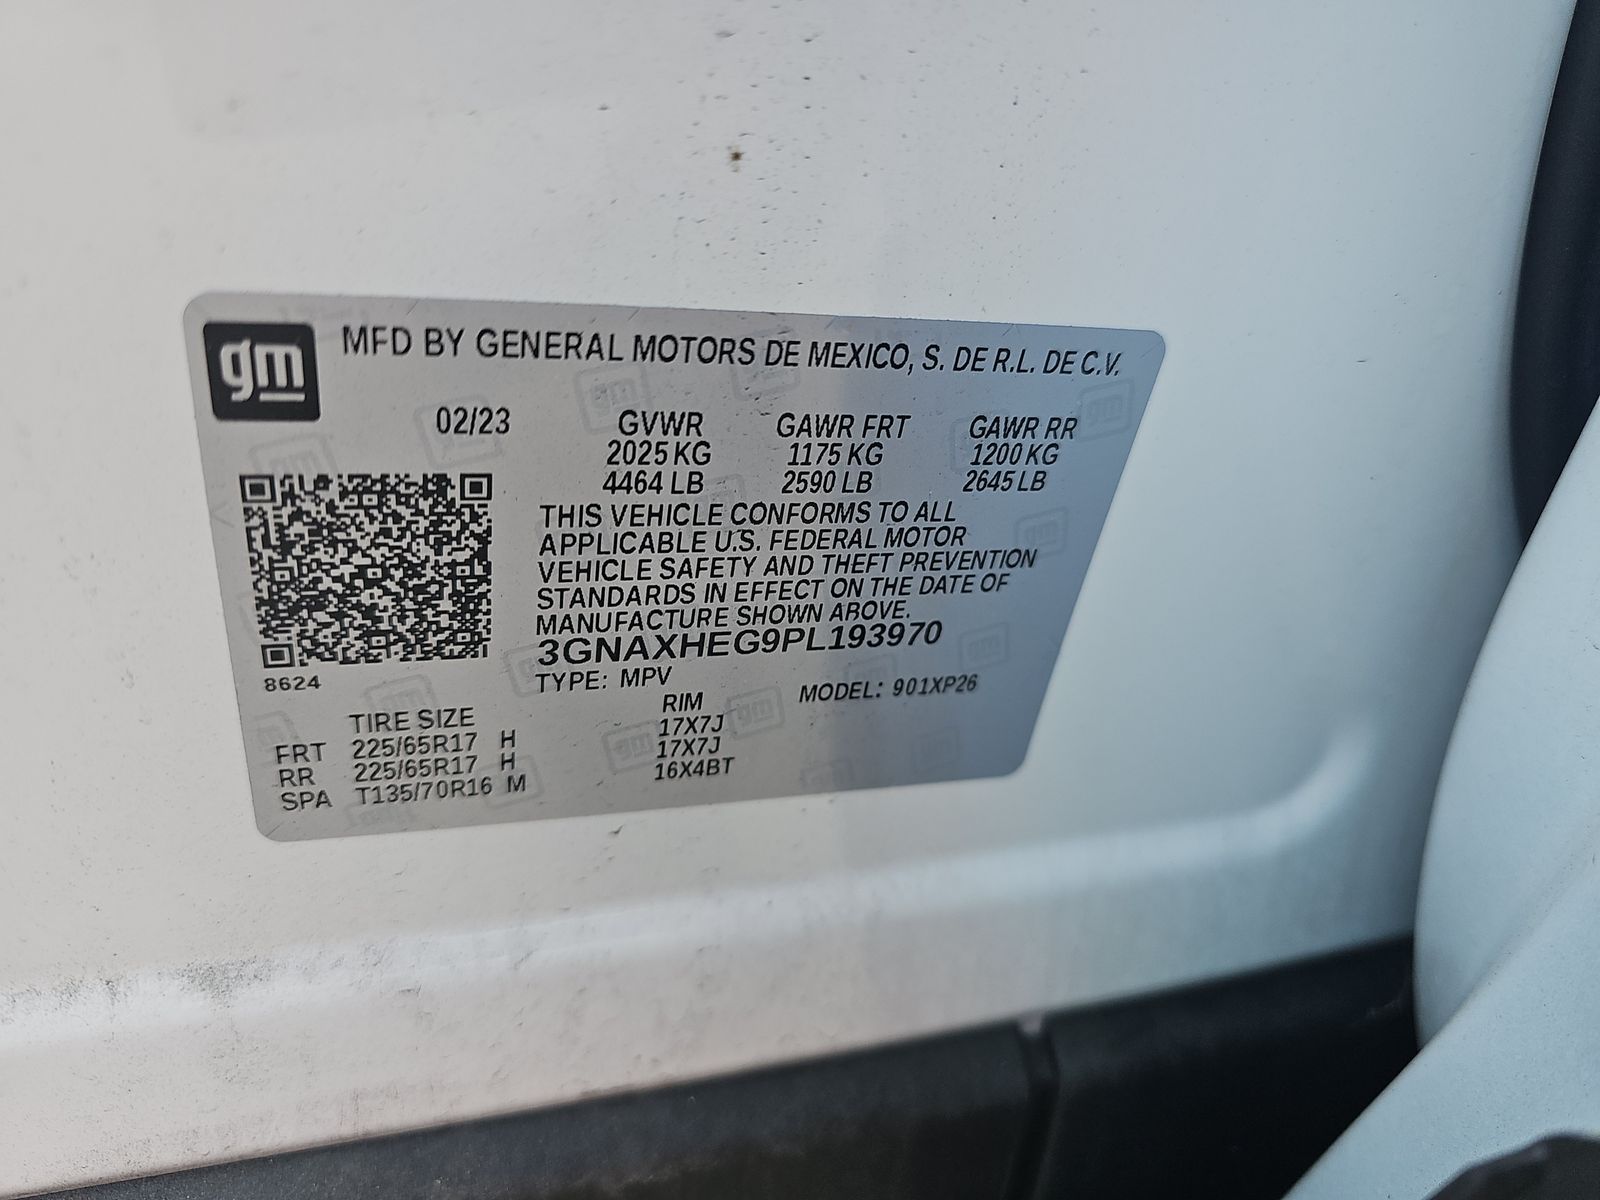 gm MFD BY GENERAL MOTORS DE MEXICO, S. DE R.L. DE C.V.
02/23 GVWR GAWR FRT GAWR RR
2025 KG 1175 KG 1200 KG
4464 LB 2590 LB 2645 LB
THIS VEHICLE CONFORMS TO ALL
APPLICABLE U.S. FEDERAL MOTOR
VEHICLE SAFETY AND THEFT PREVENTION
STANDARDS IN EFFECT ON THE DATE OF
MANUFACTURE SHOWN ABOVE.
3GNAXHEG9PL193970
8624
TYPE: MPV MODEL: 901XP26
TIRE SIZE RIM
FRT 225/65R17 H 17X7J
RR 225/65R17 H 17X7J
SPA T135/70R16 M 16X4BT